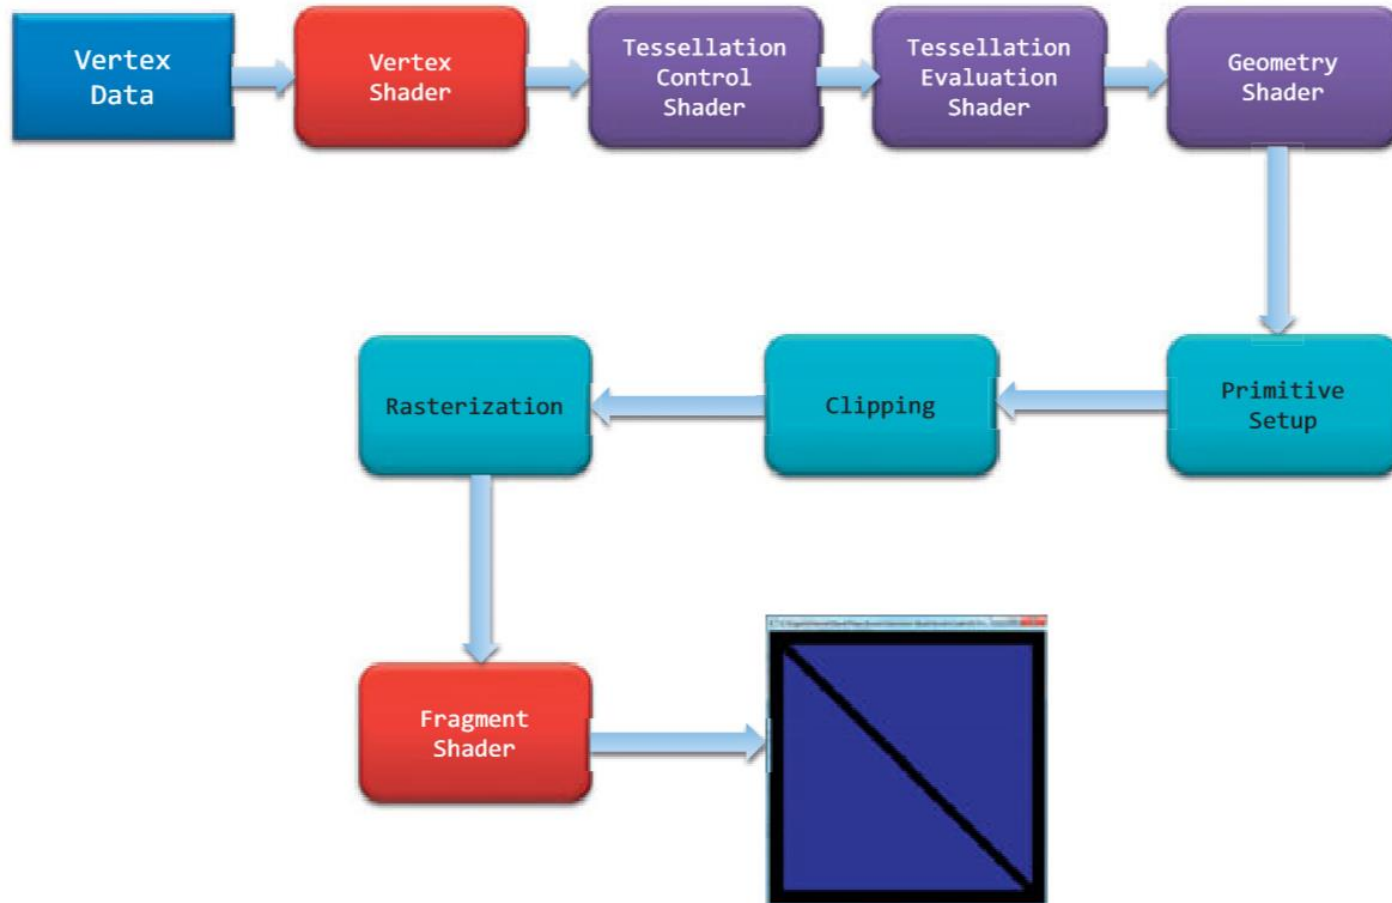 Vertex
Data
Vertex
Shader
Tessellation
Control
Shader
Tessellation
Evaluation
Shader
Geometry
Shader
Primitive
Setup
Clipping
Rasterization
Fragment
Shader